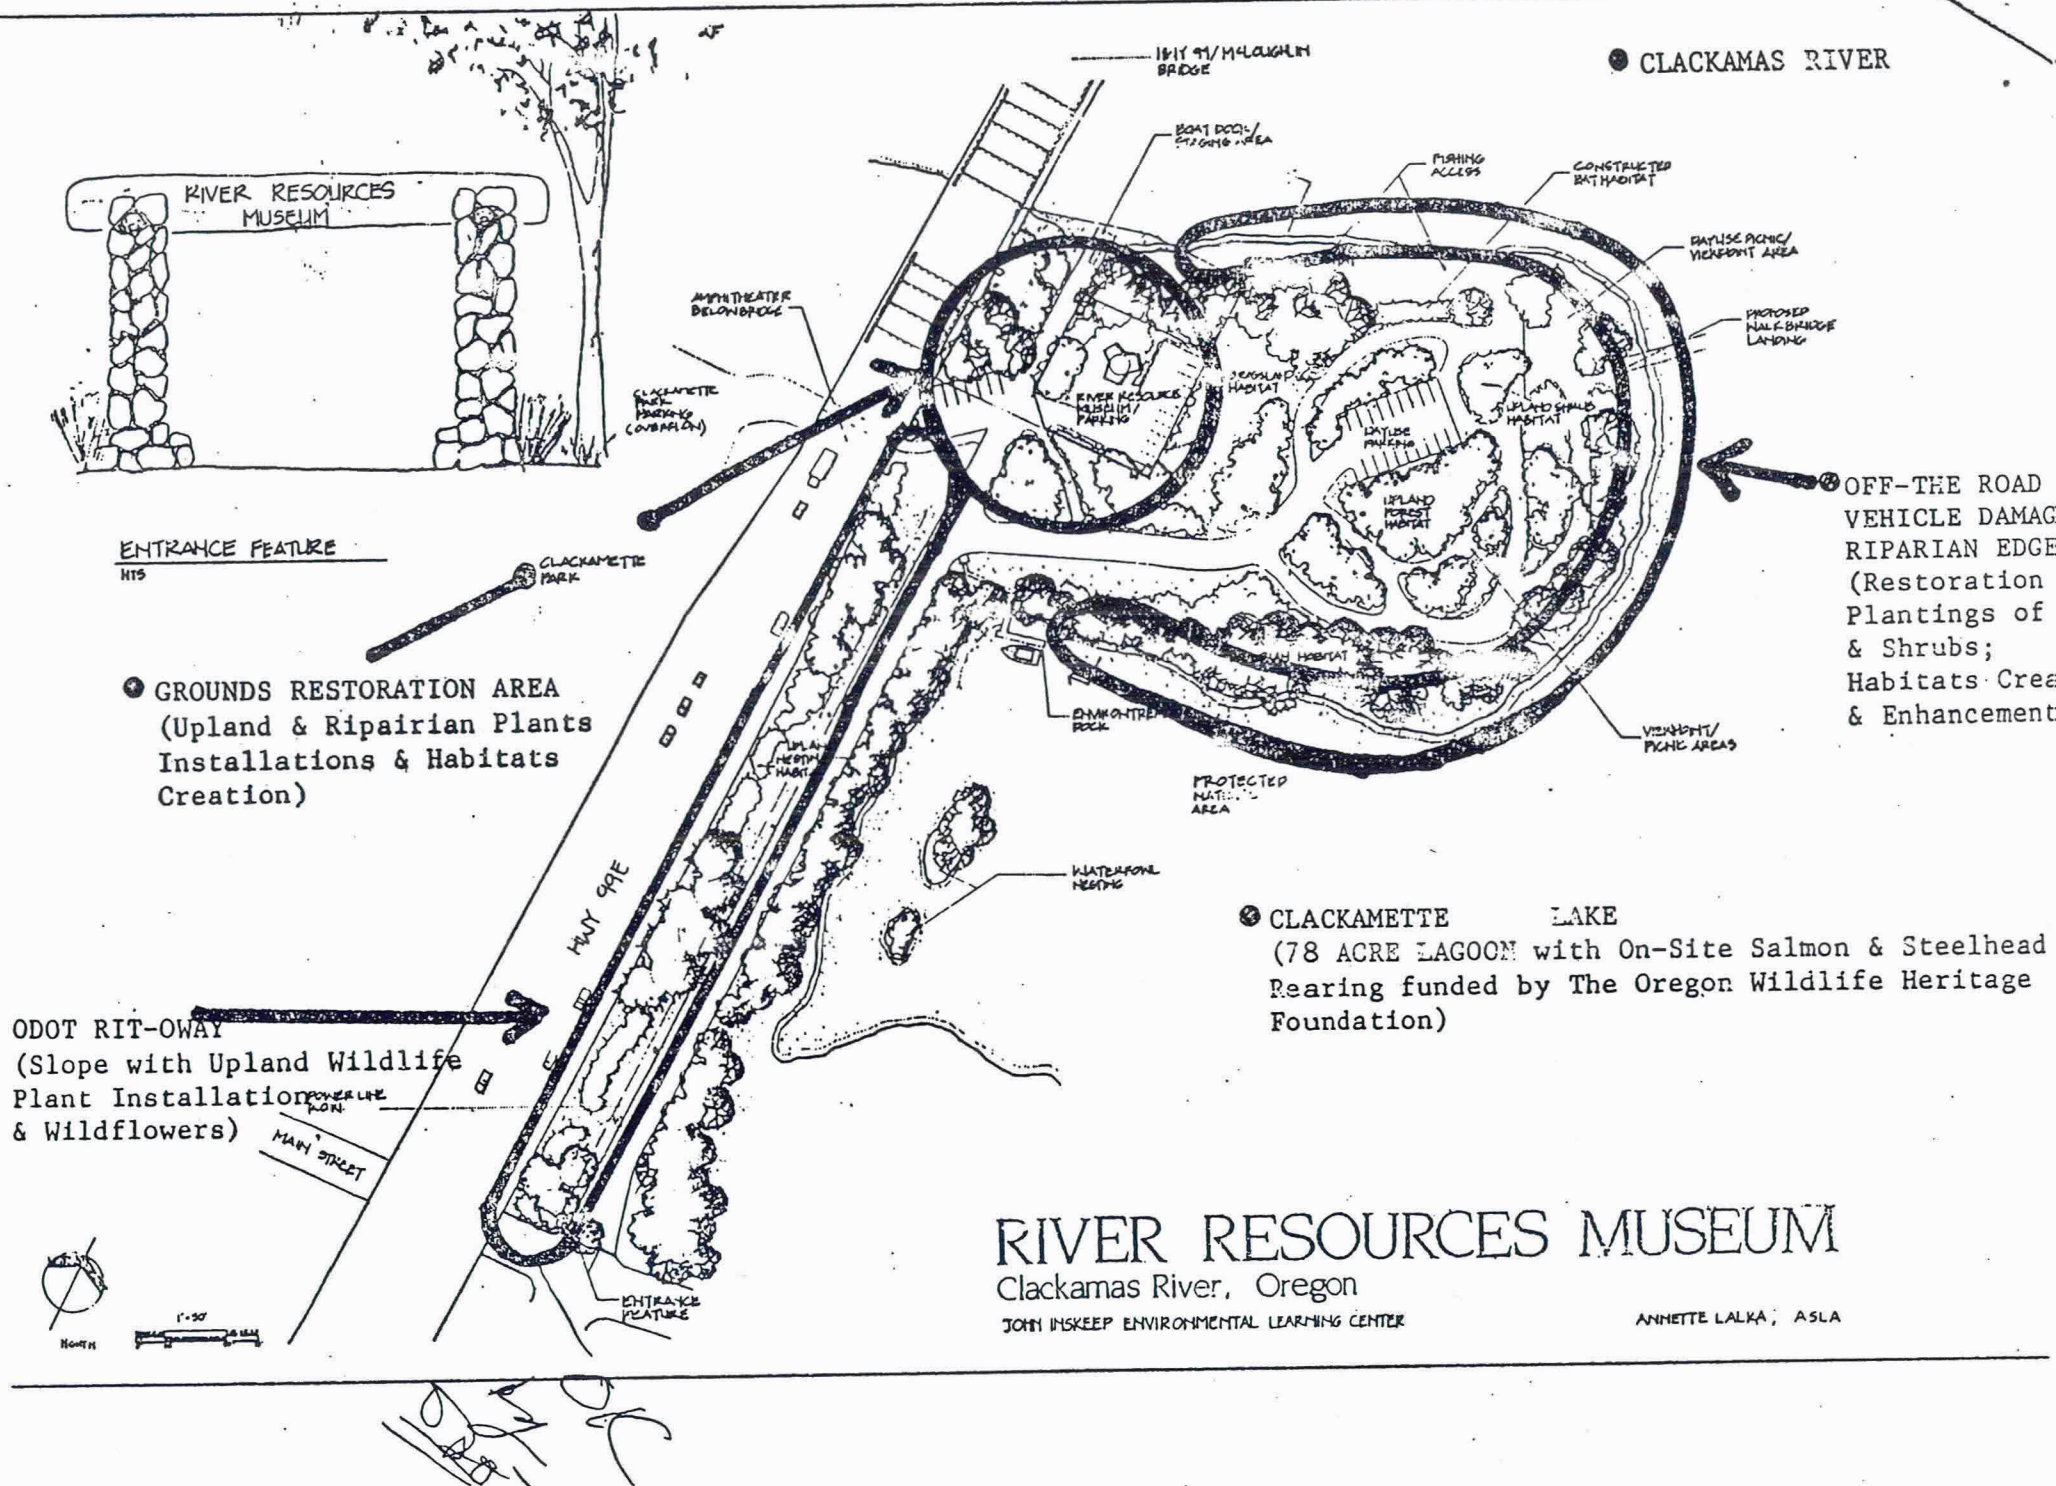 RIVER RESOURCES
MUSEUM
ENTRANCE FEATURE
NTS
HWY 99/McLOUGHLIN
BRIDGE
CLACKAMAS RIVER
BOAT DOCK/
STAGING AREA
FISHING
ACCESS
CONSTRUCTED
BAT HABITAT
DAYUSE PICNIC/
VIEWPOINT AREA
PROPOSED
WALKBRIDGE
LANDING
AMPHITHEATER
BELOW BRIDGE
CLACKAMETTE
PARK
PARKING
RIVER RESOURCE
MUSEUM/
PARKING
GRASSLAND
HABITAT
DAYUSE
PARKING
UPLAND SHRUB
HABITAT
UPLAND
FOREST
HABITAT
CLACKAMETTE
PARK
OFF-THE ROAD
VEHICLE DAMAG
RIPARIAN EDGE
(Restoration
Plantings of
& Shrubs;
Habitats Crea
& Enhancement
GROUNDS RESTORATION AREA
(Upland & Ripairian Plants
Installations & Habitats
Creation)
HABITAT
DOCK
VIEWPOINT/
PICNIC AREAS
PROTECTED
AREA
WATERFOWL
NESTING
HWY 99E
CLACKAMETTE LAKE
(78 ACRE LAGOON with On-Site Salmon & Steelhead
Rearing funded by The Oregon Wildlife Heritage
Foundation)
ODOT RIT-OWAY
(Slope with Upland Wildlife
Plant Installation
& Wildflowers)
POWER LINE
MAIN STREET
ENTRANCE
FEATURE
NORTH
RIVER RESOURCES MUSEUM
Clackamas River, Oregon
JOHN INSKEEP ENVIRONMENTAL LEARNING CENTER
ANNETTE LALKA, ASLA